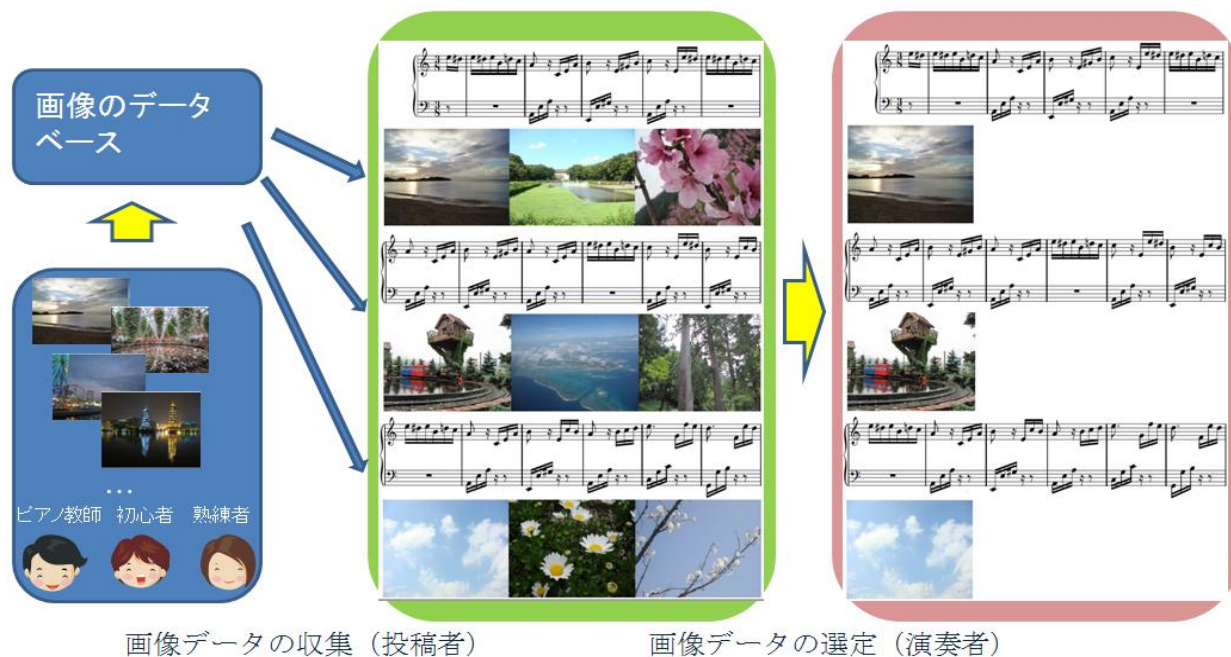 画像のデータ
ベース
…
ピアノ教師 初心者 熟練者
画像データの収集（投稿者）
画像データの選定（演奏者）